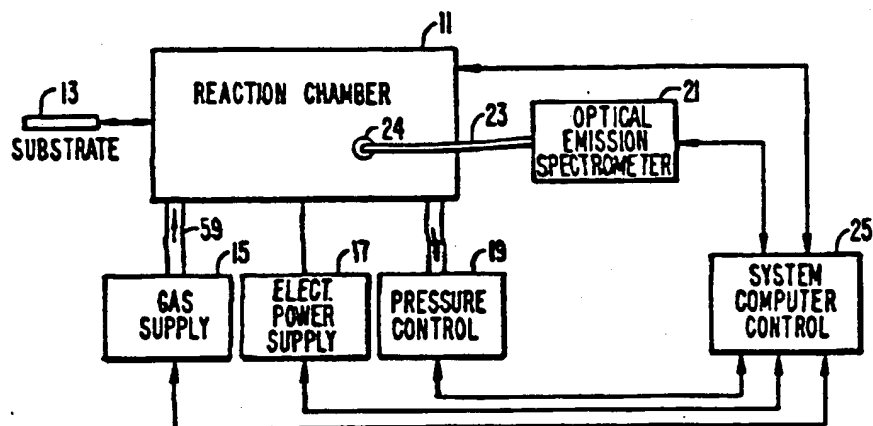 11
REACTION CHAMBER
13
SUBSTRATE
24
23
21
OPTICAL
EMISSION
SPECTROMETER
59
15
GAS
SUPPLY
17
ELECT.
POWER
SUPPLY
19
PRESSURE
CONTROL
25
SYSTEM
COMPUTER
CONTROL